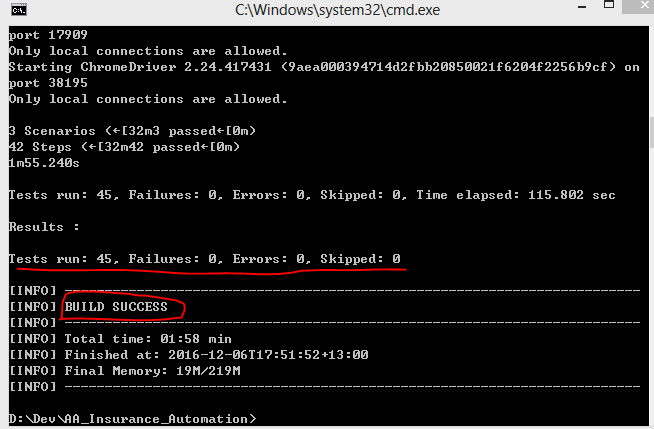 C:\Windows\system32\cmd.exe
port 17909
Only local connections are allowed.
Starting ChromeDriver 2.24.417431 (9aea000394714d2fbb20850021f6204f2256b9cf) on
port 38195
Only local connections are allowed.
3 Scenarios (←[32m3 passed←[0m)
42 Steps (←[32m42 passed←[0m)
1m55.240s
Tests run: 45, Failures: 0, Errors: 0, Skipped: 0, Time elapsed: 115.802 sec
Results :
Tests run: 45, Failures: 0, Errors: 0, Skipped: 0
[INFO] ------------------------------------------------------------------------
[INFO] BUILD SUCCESS
[INFO] ------------------------------------------------------------------------
[INFO] Total time: 01:58 min
[INFO] Finished at: 2016-12-06T17:51:52+13:00
[INFO] Final Memory: 19M/219M
[INFO] ------------------------------------------------------------------------
D:\Dev\AA_Insurance_Automation>